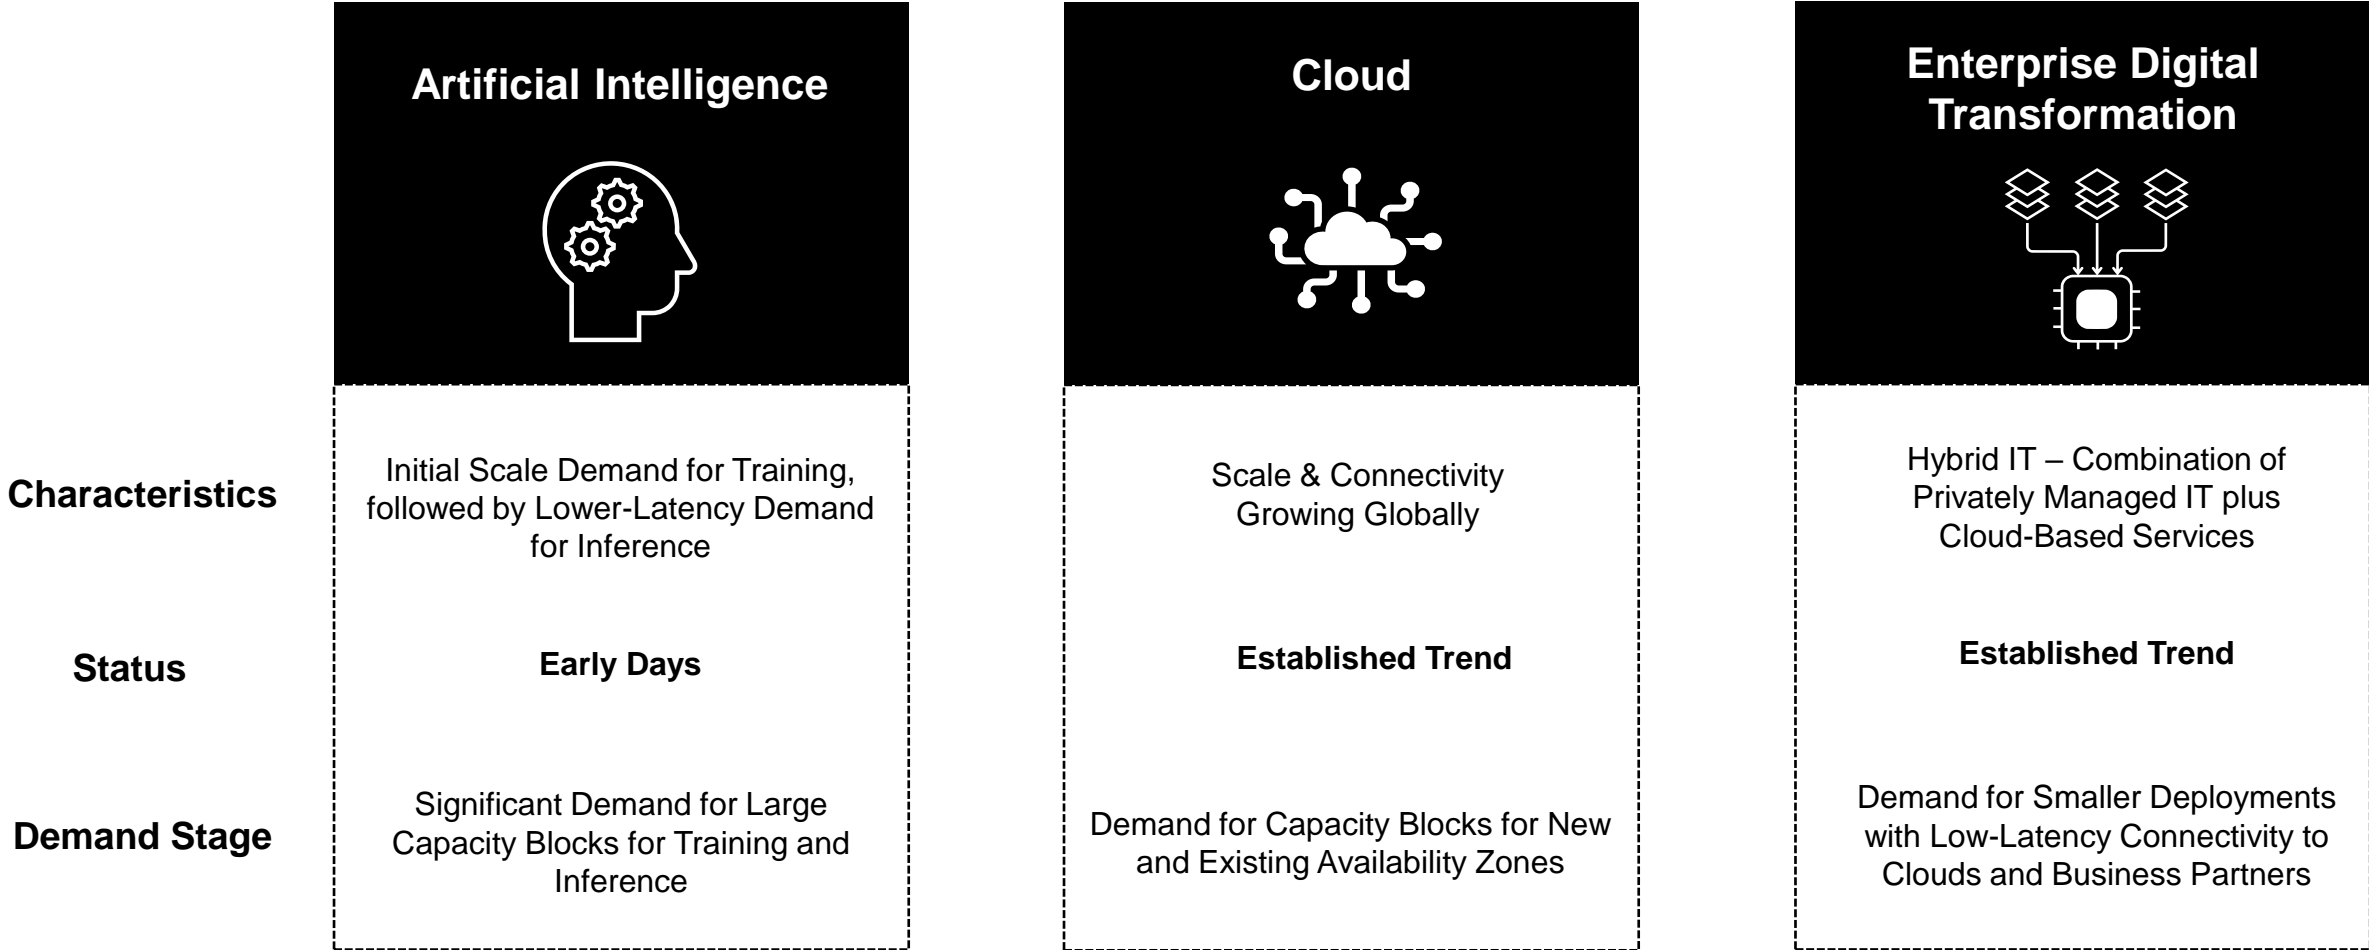 Artificial Intelligence
Cloud
Enterprise Digital
Transformation
Characteristics
Initial Scale Demand for Training,
followed by Lower-Latency Demand
for Inference
Scale & Connectivity
Growing Globally
Hybrid IT – Combination of
Privately Managed IT plus
Cloud-Based Services
Status
Early Days
Established Trend
Established Trend
Demand Stage
Significant Demand for Large
Capacity Blocks for Training and
Inference
Demand for Capacity Blocks for New
and Existing Availability Zones
Demand for Smaller Deployments
with Low-Latency Connectivity to
Clouds and Business Partners